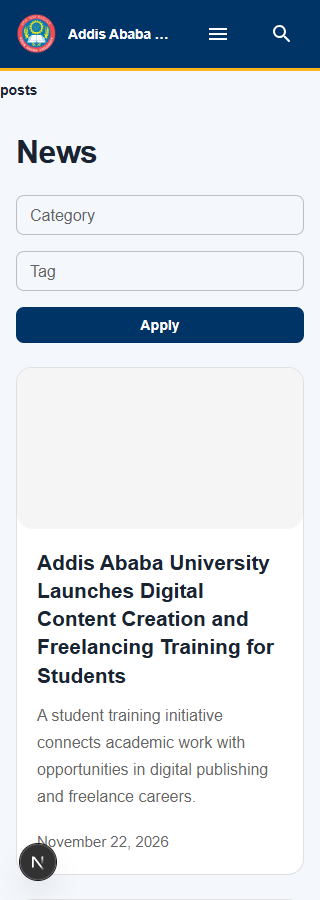 Addis Ababa ...
posts
News
Category
Tag
Apply
Addis Ababa University
Launches Digital
Content Creation and
Freelancing Training for
Students
A student training initiative
connects academic work with
opportunities in digital publishing
and freelance careers.
November 22, 2026
N